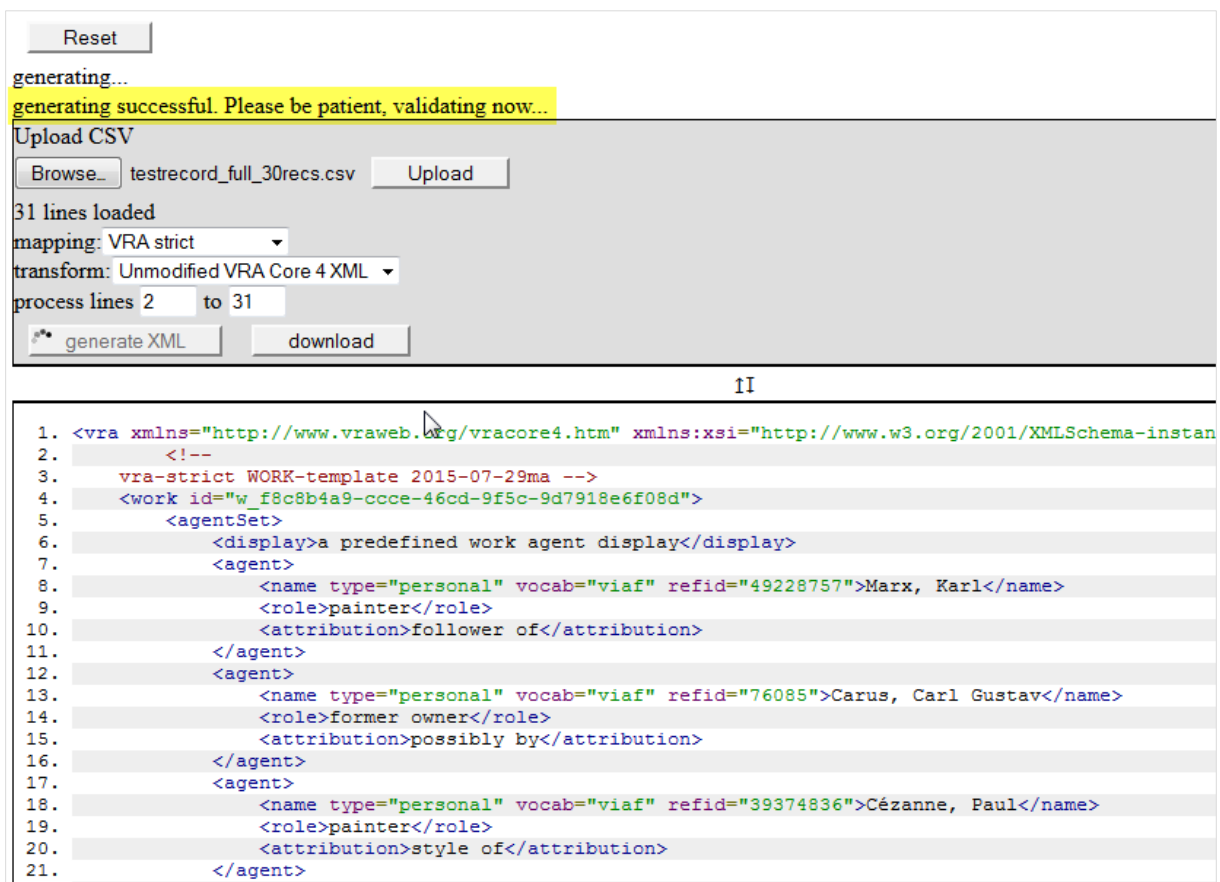 Reset
generating...
generating successful. Please be patient, validating now...
Upload CSV
Browse… testrecord_full_30recs.csv Upload
31 lines loaded
mapping: VRA strict
transform: Unmodified VRA Core 4 XML
process lines 2 to 31
generate XML download
1. <vra xmlns="http://www.vraweb.org/vracore4.htm" xmlns:xsi="http://www.w3.org/2001/XMLSchema-instan
2. <!--
3. vra-strict WORK-template 2015-07-29ma -->
4. <work id="w_f8c8b4a9-ccce-46cd-9f5c-9d7918e6f08d">
5. <agentSet>
6. <display>a predefined work agent display</display>
7. <agent>
8. <name type="personal" vocab="viaf" refid="49228757">Marx, Karl</name>
9. <role>painter</role>
10. <attribution>follower of</attribution>
11. </agent>
12. <agent>
13. <name type="personal" vocab="viaf" refid="76085">Carus, Carl Gustav</name>
14. <role>former owner</role>
15. <attribution>possibly by</attribution>
16. </agent>
17. <agent>
18. <name type="personal" vocab="viaf" refid="39374836">Cézanne, Paul</name>
19. <role>painter</role>
20. <attribution>style of</attribution>
21. </agent>